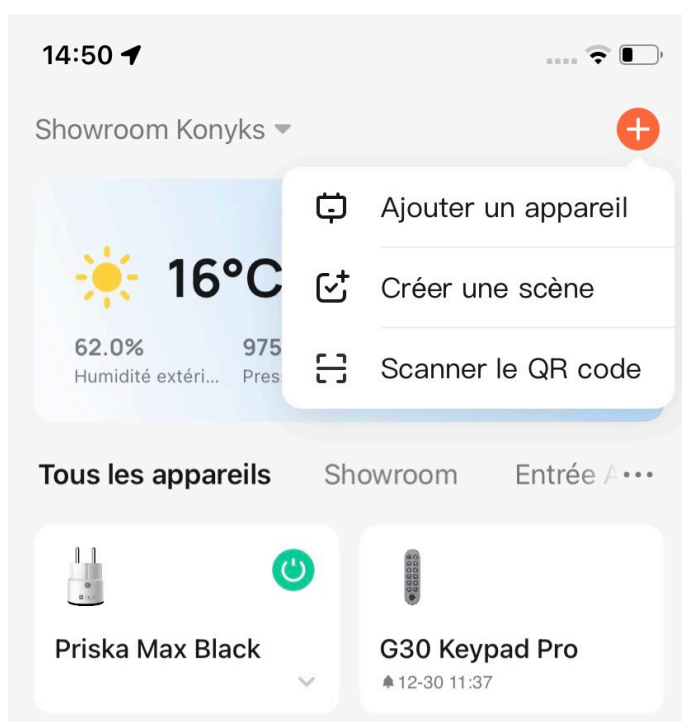 14:50
Showroom Konyks
Ajouter un appareil
Créer une scène
Scanner le QR code
16°C
62.0%
975
Humidité extéri...
Pres
Tous les appareils
Showroom
Entrée
Priska Max Black
G30 Keypad Pro
12-30 11:37